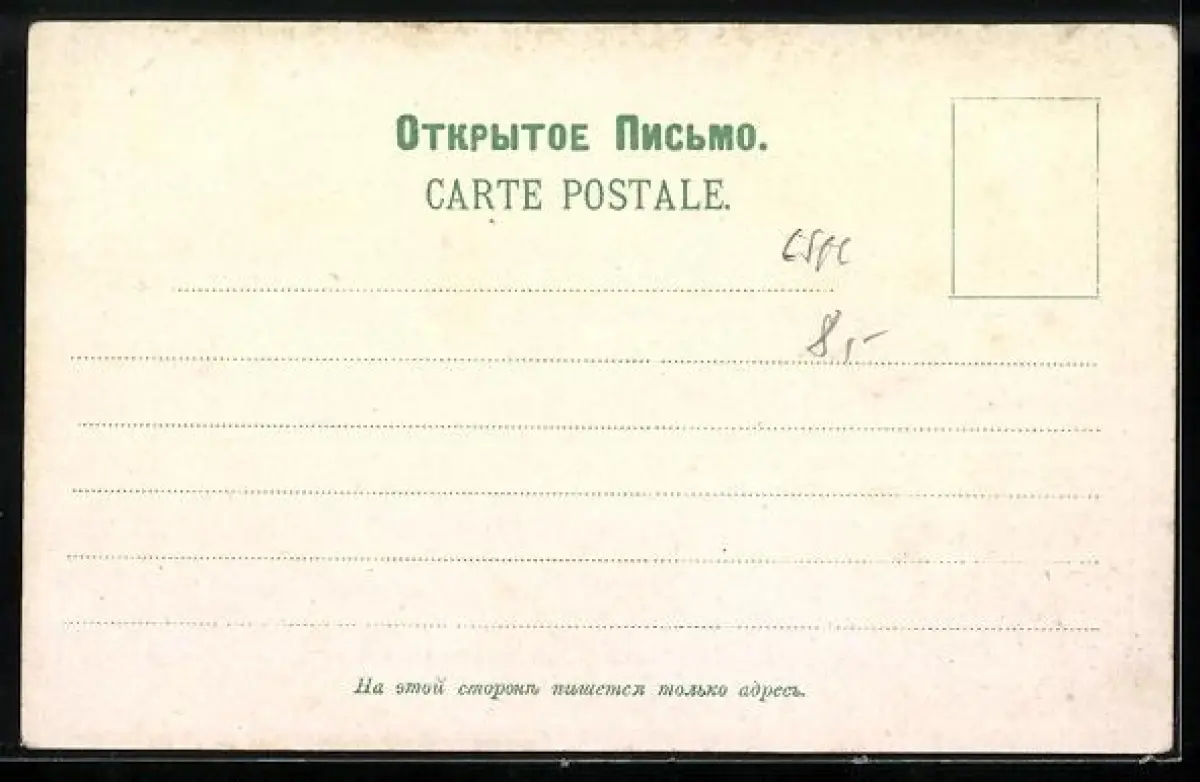 Открытое Письмо.
CARTE POSTALE.
8,-
На этой сторонѣ пишется только адресъ.